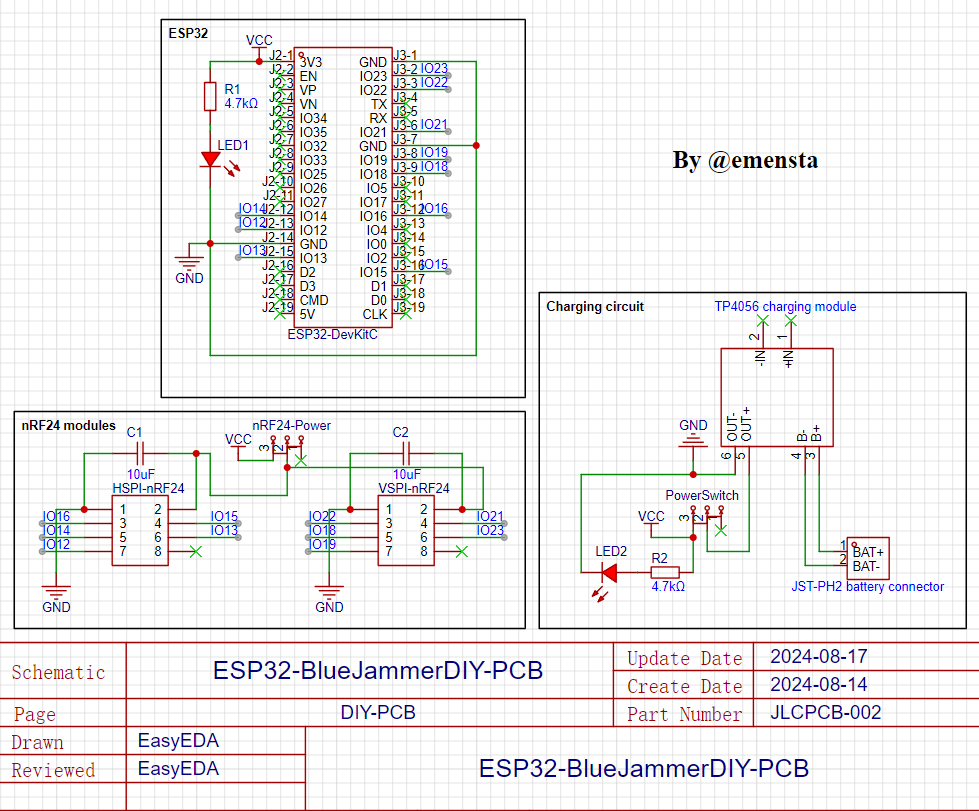 ESP32
VCC
J2-1 3V3 GND J3-1
J2-2 EN IO23 J3-2 IO23
J2-3 VP IO22 J3-3 IO22
J2-4 VN TX J3-4
J2-5 IO34 RX J3-5
J2-6 IO35 IO21 J3-6 IO21
J2-7 IO32 GND J3-7
J2-8 IO33 IO19 J3-8 IO19
J2-9 IO25 IO18 J3-9 IO18
J2-10 IO26 IO5 J3-10
J2-11 IO27 IO17 J3-11
IO14 J2-12 IO14 IO16 J3-12 IO16
IO12 J2-13 IO12 IO4 J3-13
J2-14 GND IO0 J3-14
IO13 J2-15 IO13 IO2 J3-15
J2-16 D2 IO15 J3-16 IO15
J2-17 D3 D1 J3-17
J2-18 CMD D0 J3-18
J2-19 5V CLK J3-19
ESP32-DevKitC
R1
4.7kΩ
LED1
GND
By @emensta
nRF24 modules
C1
10uF
HSPI-nRF24
1 2
IO16 3 4 IO15
IO14 5 6 IO13
IO12 7 8
GND
VCC
nRF24-Power
3 2 1
C2
10uF
VSPI-nRF24
1 2
IO22 3 4 IO21
IO18 5 6 IO23
IO19 7 8
GND
Charging circuit
TP4056 charging module
2 1
-IN +IN
OUT- OUT+ B- B+
6 5 4 3
GND
PowerSwitch
VCC
3 2 1
LED2
R2
4.7kΩ
1 BAT+
2 BAT-
JST-PH2 battery connector
Schematic
ESP32-BlueJammerDIY-PCB
Update Date 2024-08-17
Create Date 2024-08-14
Page DIY-PCB
Part Number JLCPCB-002
Drawn EasyEDA
Reviewed EasyEDA
ESP32-BlueJammerDIY-PCB